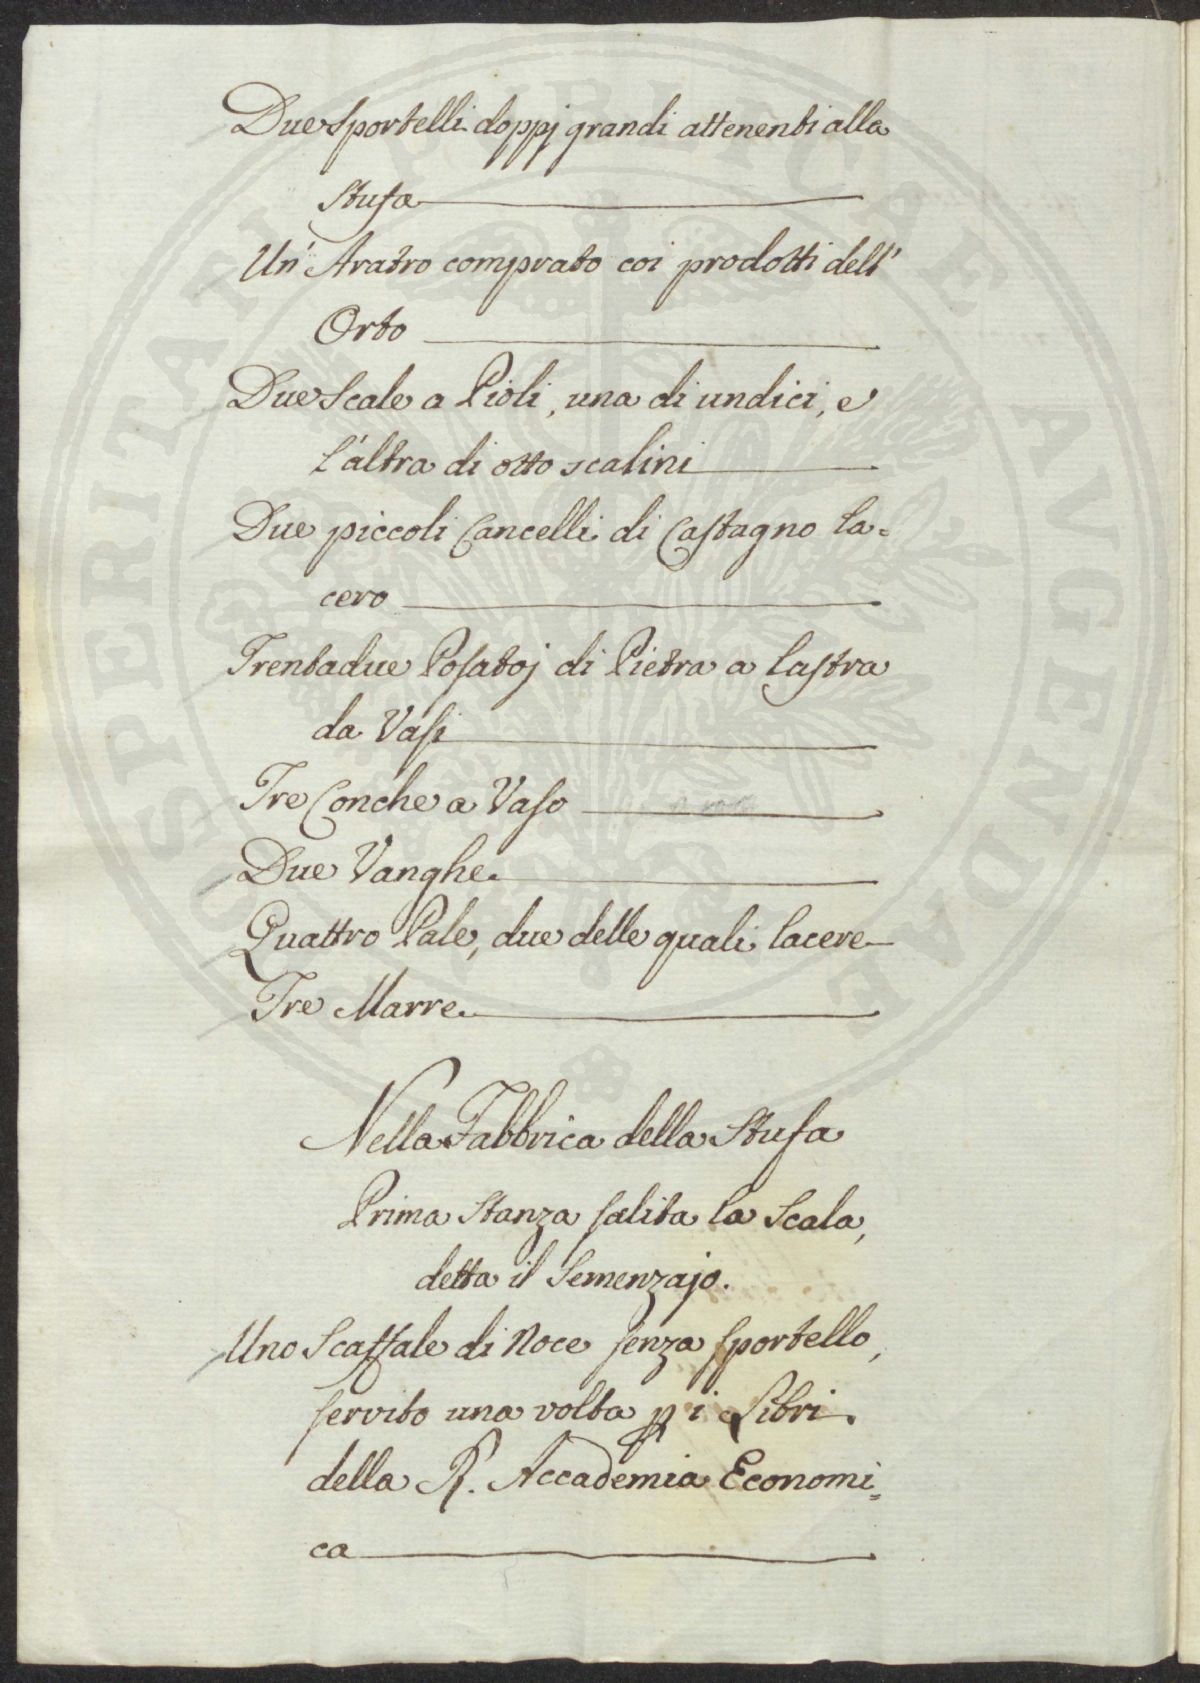 Due Sportelli doppj grandi attenenti alla
Stufa
Un' Aratro comprato coi prodotti dell'
Orto
Due Scale a Pioli, una di undici, e
l'altra di otto scalini
Due piccoli Cancelli di Castagno la=
cero
Trentadue Posatoj di Pietra a lastra
da Vasi
Tre Conche a Vaso
Due Vanghe
Quattro Pale, due delle quali lacere
Tre Marre
Nella Fabbrica della Stufa
Prima Stanza salita la Scala,
detta il Semenzajo.
Uno Scaffale di Noce senza sportello,
servito una volta p i Libri
della R. Accademia Economi=
ca
PROSPERITATI PUBLICAE AUGENDAE